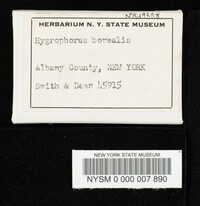 HERBARIUM N. Y. STATE MUSEUM
Hygrophorus borealis
Albany County, NEW YORK
Smith & Dean 45915
NEW YORK STATE MUSEUM
NYSM 0 000 007 890